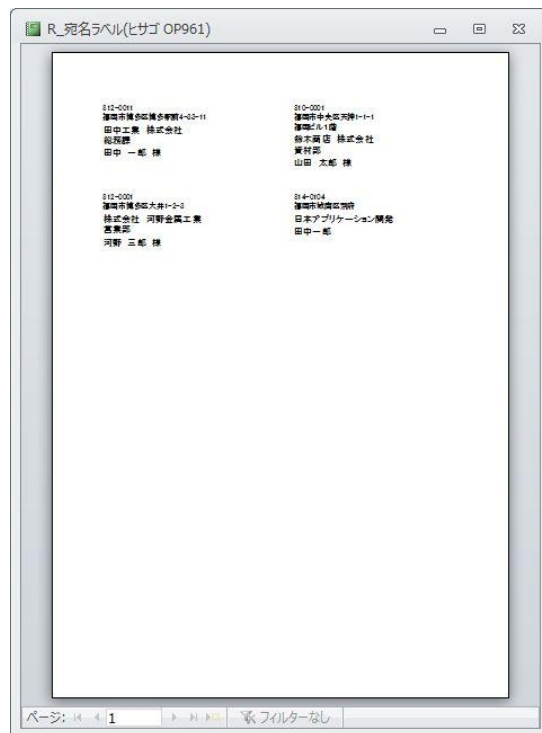 R_宛名ラベル(ヒサゴ OP961)
812-0011
福岡市博多区博多駅前4-33-11
田中工業 株式会社
総務課
田中 一郎 様
810-0001
福岡市中央区天神1-1-1
福岡ビル1階
鈴木商店 株式会社
資材部
山田 太郎 様
812-0001
福岡市博多区大井1-2-3
株式会社 河野金属工業
営業部
河野 三郎 様
814-0104
福岡市城南区別府
日本アプリケーション開発
田中一郎
ページ: 1 フィルターなし